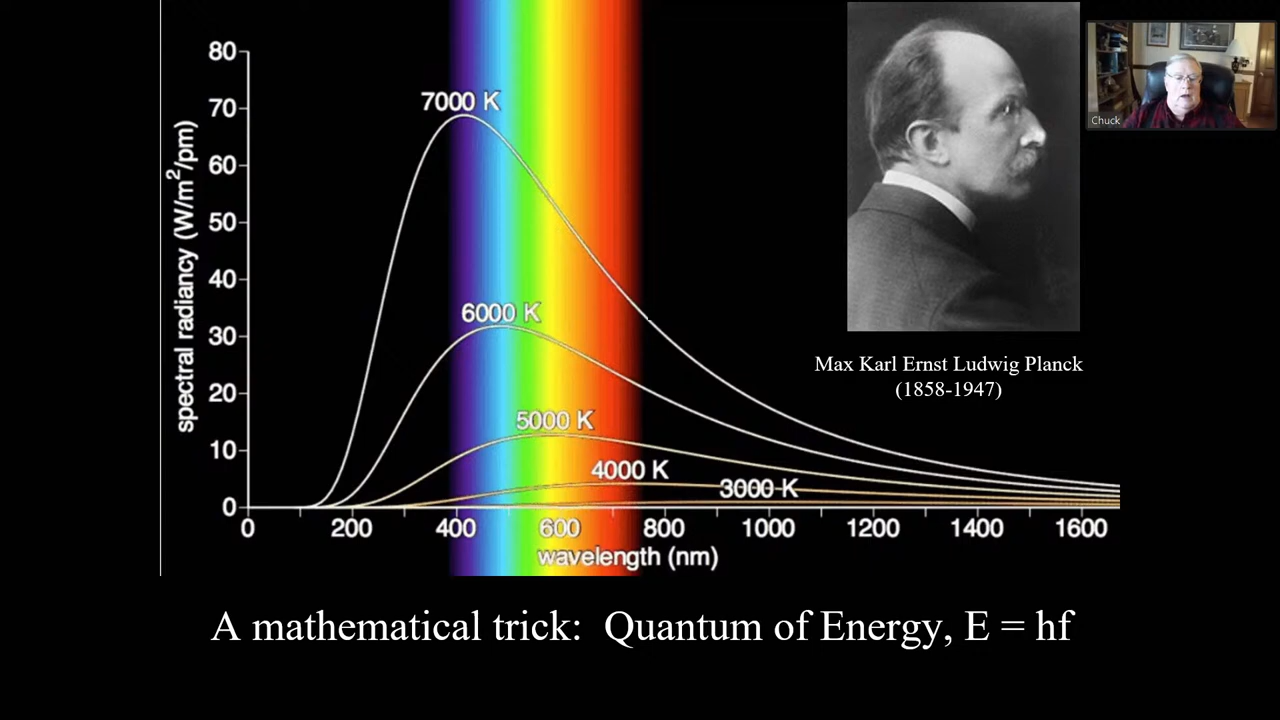 80
70
60
50
40
30
20
10
0
spectral radiancy (W/m²/pm)
7000 K
6000 K
5000 K
4000 K
3000 K
0 200 400 600 800 1000 1200 1400 1600
wavelength (nm)
Max Karl Ernst Ludwig Planck
(1858-1947)
Chuck
A mathematical trick: Quantum of Energy, E = hf